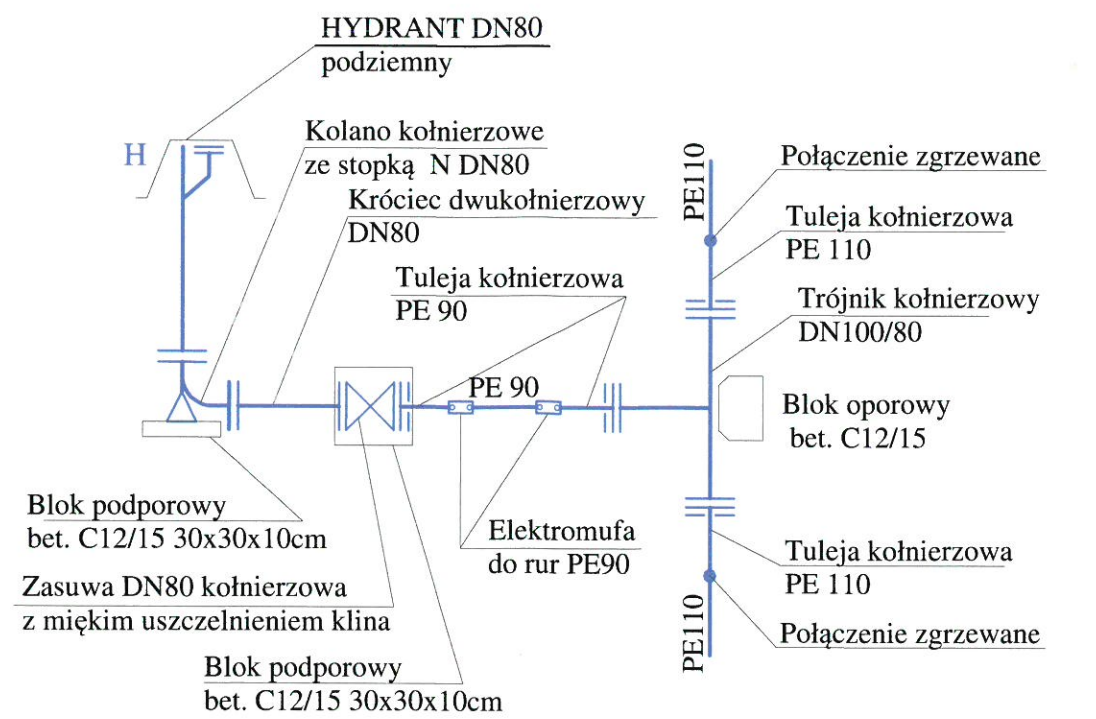 HYDRANT DN80
podziemny
H
Kolano kołnierzowe
ze stopką N DN80
Króciec dwukołnierzowy
DN80
Tuleja kołnierzowa
PE 90
PE 90
PE110
Połączenie zgrzewane
Tuleja kołnierzowa
PE 110
Trójnik kołnierzowy
DN100/80
Blok oporowy
bet. C12/15
Blok podporowy
bet. C12/15 30x30x10cm
Elektromufa
do rur PE90
Zasuwa DN80 kołnierzowa
z miękim uszczelnieniem klina
Blok podporowy
bet. C12/15 30x30x10cm
Tuleja kołnierzowa
PE 110
PE110
Połączenie zgrzewane